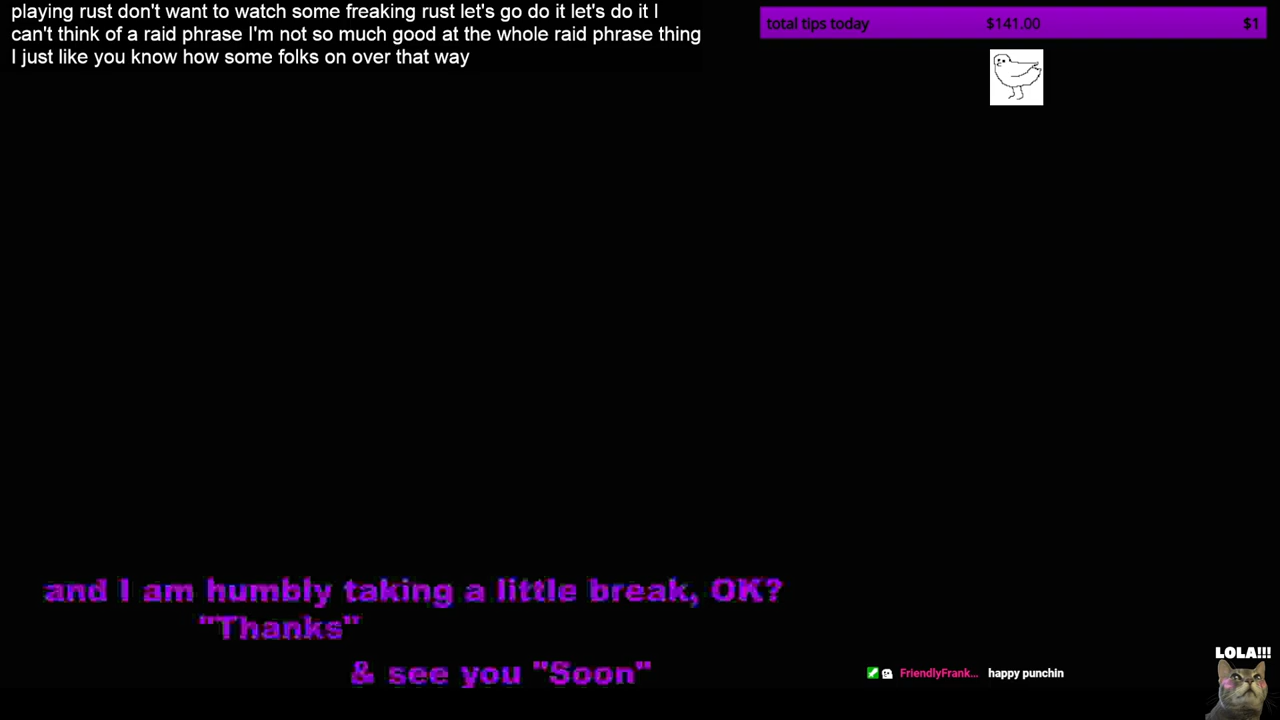 playing rust don't want to watch some freaking rust let's go do it let's do it I
can't think of a raid phrase I'm not so much good at the whole raid phrase thing
I just like you know how some folks on over that way
total tips today $141.00 $1
and I am humbly taking a little break, OK?
"Thanks"
& see you "Soon"
FriendlyFrank... happy punchin
LOLA!!!